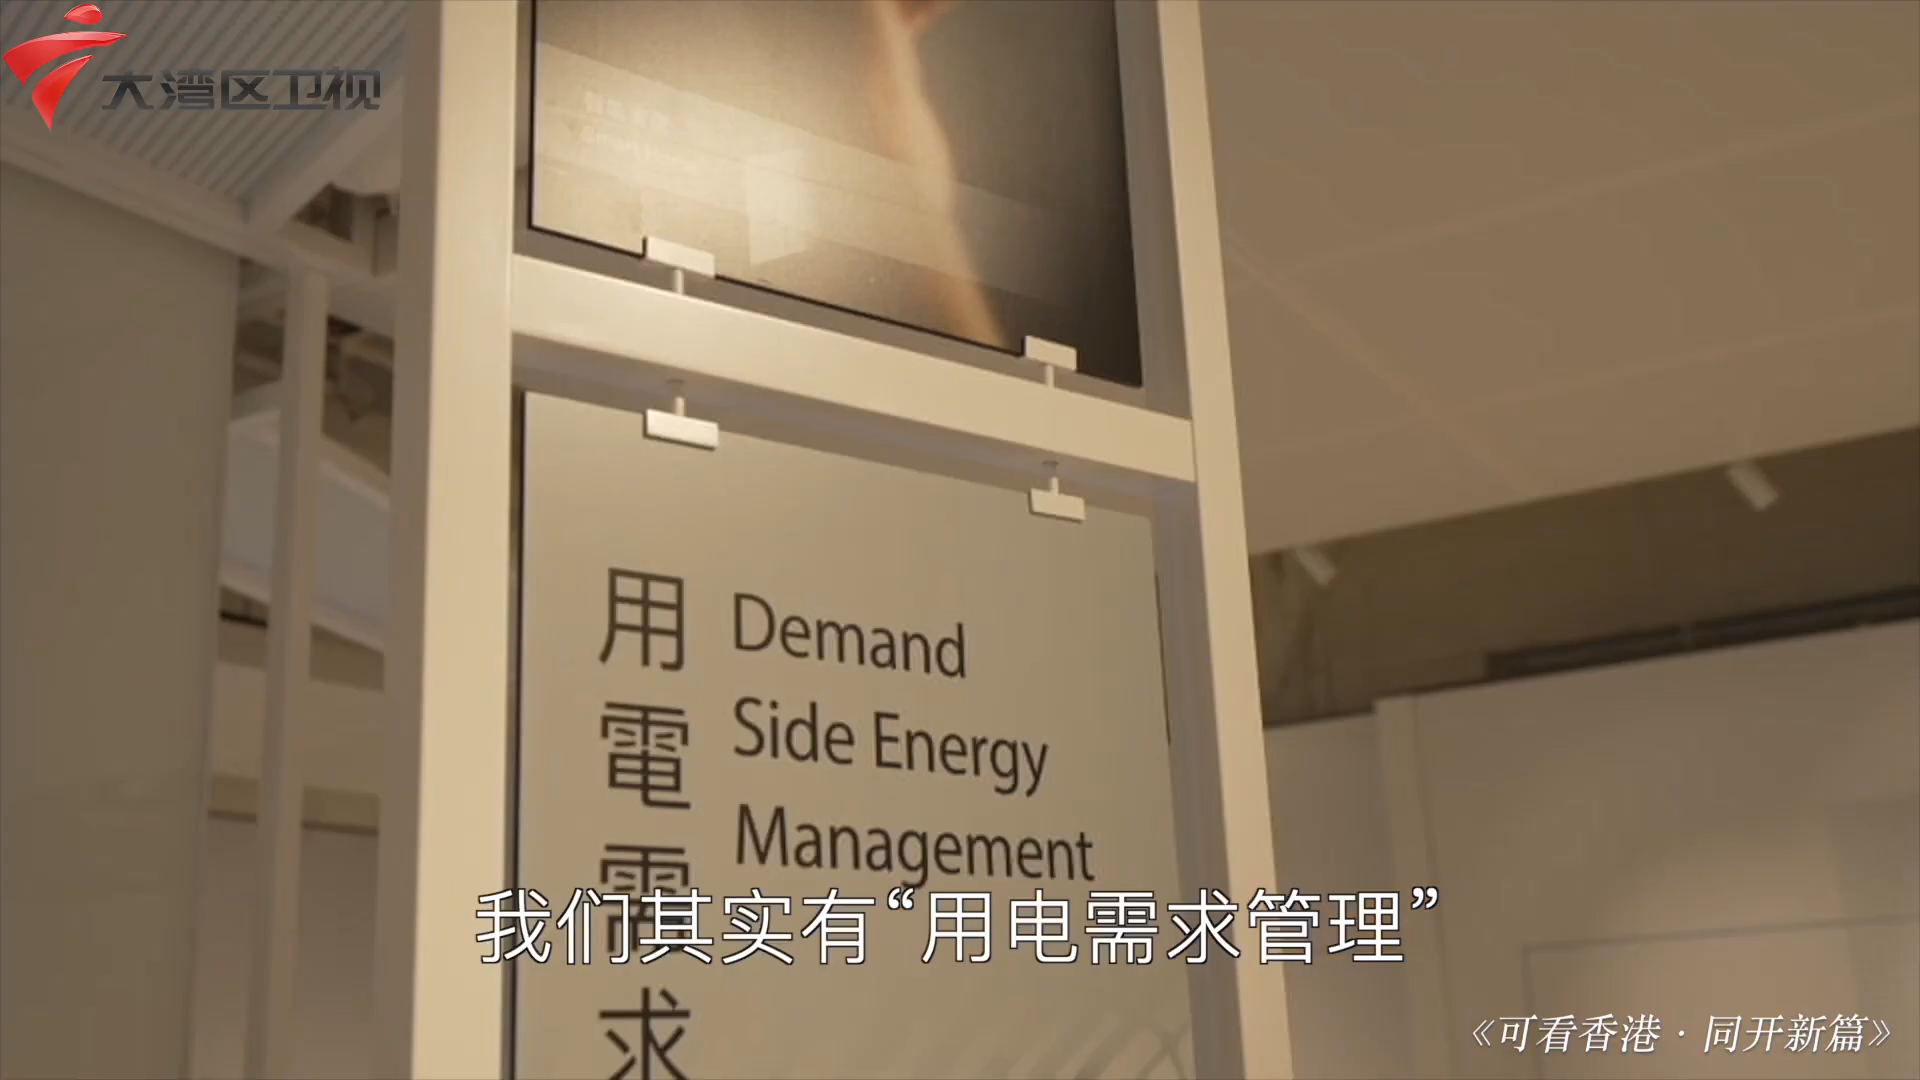 大湾区卫视
用電需求
Demand
Side Energy
Management
我们其实有“用电需求管理”
《可看香港·同开新篇》